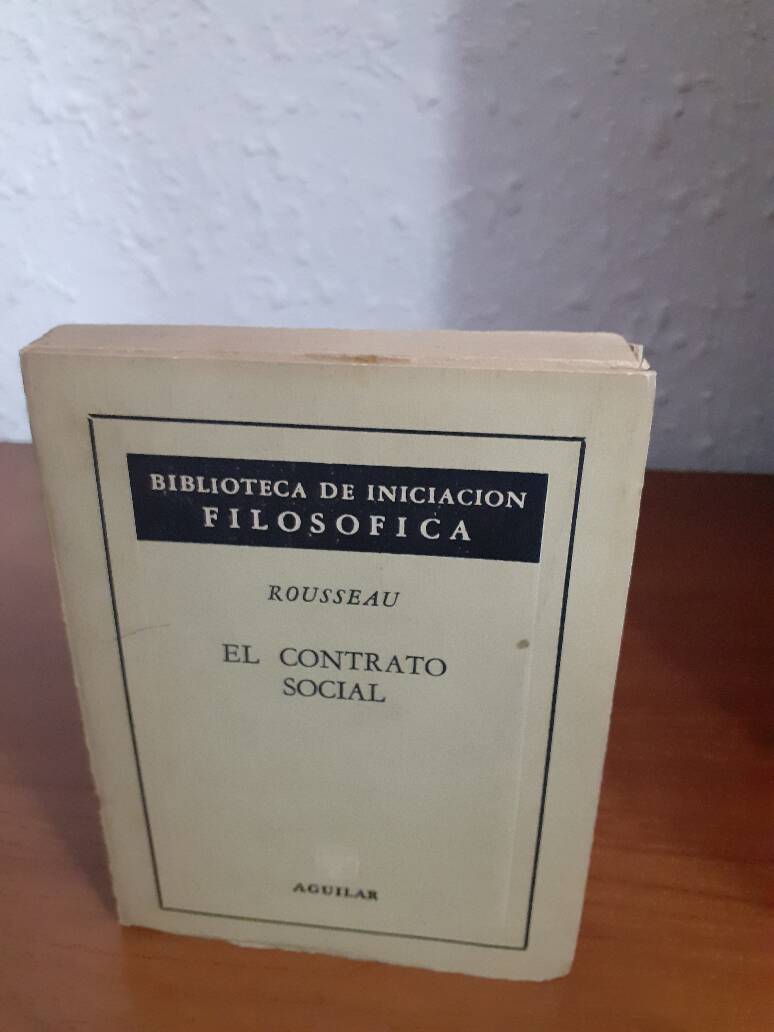 BIBLIOTECA DE INICIACION
FILOSOFICA
ROUSSEAU
EL CONTRATO
SOCIAL
AGUILAR